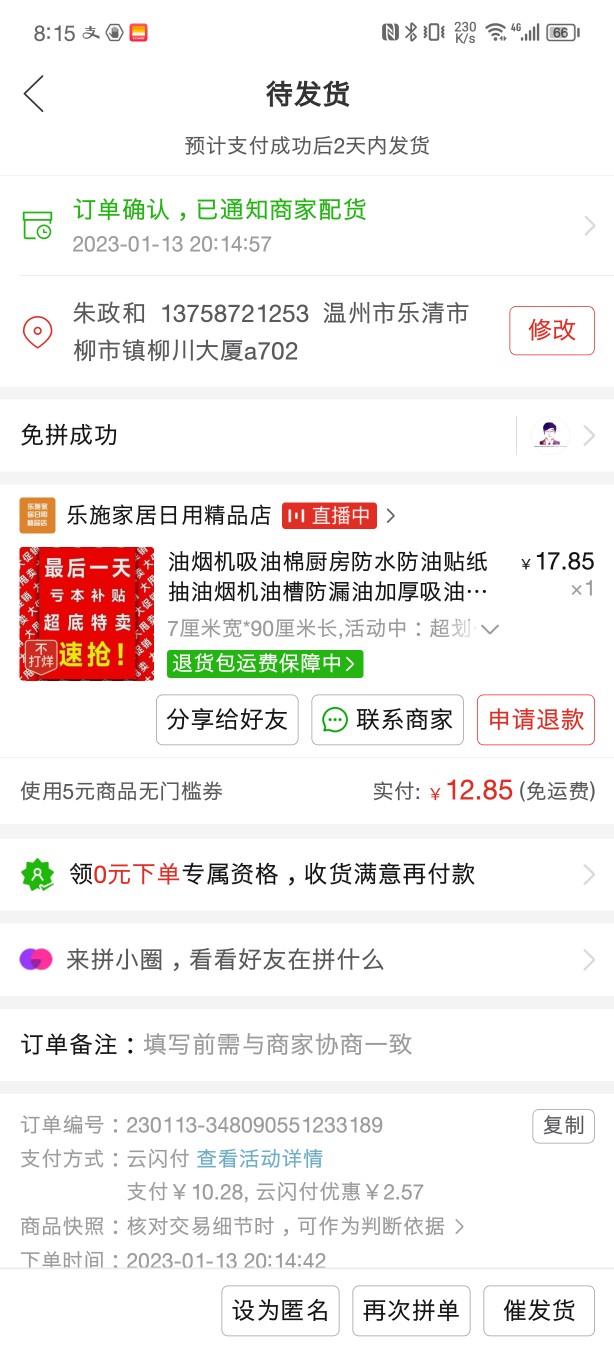 8:15
230 K/s
4G
66
待发货
预计支付成功后2天内发货
订单确认，已通知商家配货
2023-01-13 20:14:57
朱政和 13758721253 温州市乐清市
柳市镇柳川大厦a702
修改
免拼成功
乐施家居日用精品店 直播中
最后一天
亏本补贴
超底特卖
速抢！
不打烊
油烟机吸油棉厨房防水防油贴纸
抽油烟机油槽防漏油加厚吸油…
¥17.85
×1
7厘米宽*90厘米长,活动中：超划
退货包运费保障中
分享给好友
联系商家
申请退款
使用5元商品无门槛券
实付: ¥12.85 (免运费)
领0元下单专属资格，收货满意再付款
来拼小圈，看看好友在拼什么
订单备注：填写前需与商家协商一致
订单编号：230113-348090551233189
复制
支付方式：云闪付 查看活动详情
支付¥10.28, 云闪付优惠¥2.57
商品快照：核对交易细节时，可作为判断依据
下单时间：2023-01-13 20:14:42
设为匿名
再次拼单
催发货